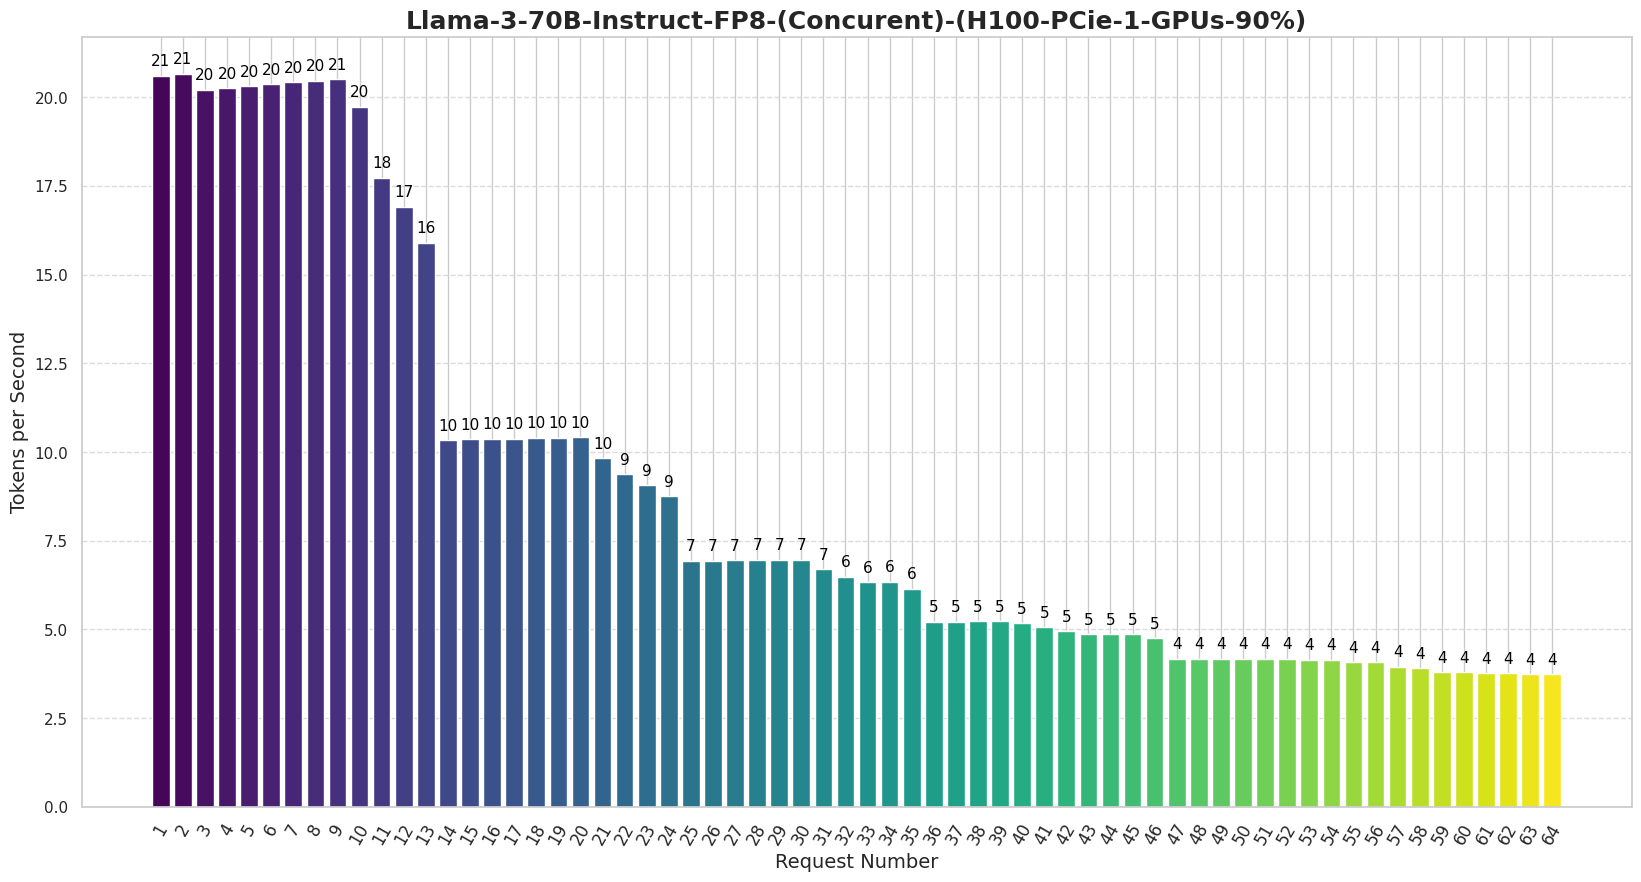 Llama-3-70B-Instruct-FP8-(Concurent)-(H100-PCie-1-GPUs-90%)
21 21 20 20 20 20 20 20 21 20 18 17 16 10 10 10 10 10 10 10 10 9 9 9 7 7 7 7 7 7 7 6 6 6 6 5 5 5 5 5 5 5 5 5 5 5 4 4 4 4 4 4 4 4 4 4 4 4 4 4 4 4 4 4
Tokens per Second
20.0
17.5
15.0
12.5
10.0
7.5
5.0
2.5
0.0
1 2 3 4 5 6 7 8 9 10 11 12 13 14 15 16 17 18 19 20 21 22 23 24 25 26 27 28 29 30 31 32 33 34 35 36 37 38 39 40 41 42 43 44 45 46 47 48 49 50 51 52 53 54 55 56 57 58 59 60 61 62 63 64
Request Number